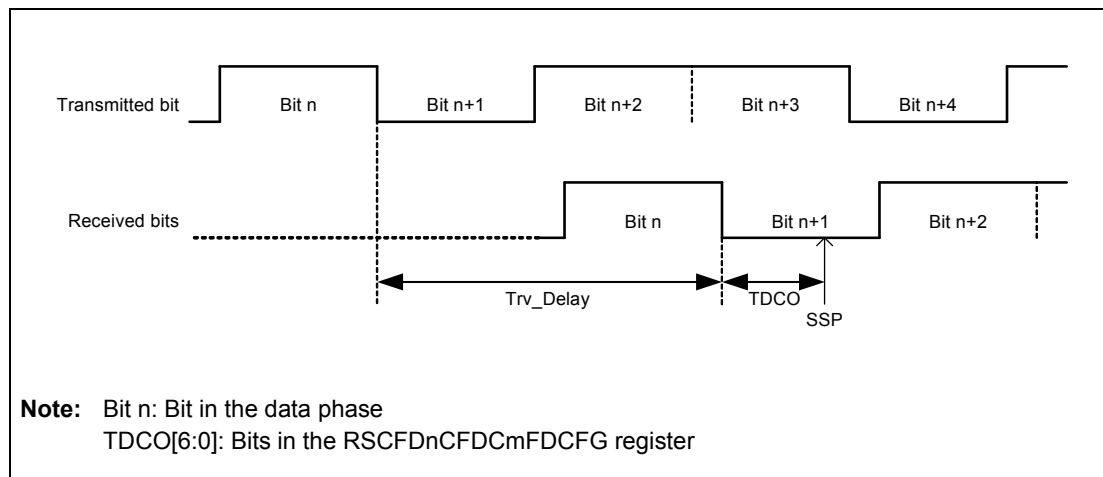 Transmitted bit
Bit n
Bit n+1
Bit n+2
Bit n+3
Bit n+4
Received bits
Bit n
Bit n+1
Bit n+2
Trv_Delay
TDCO
SSP
Note: Bit n: Bit in the data phase
TDCO[6:0]: Bits in the RSCFDnCFDCmFDCFG register